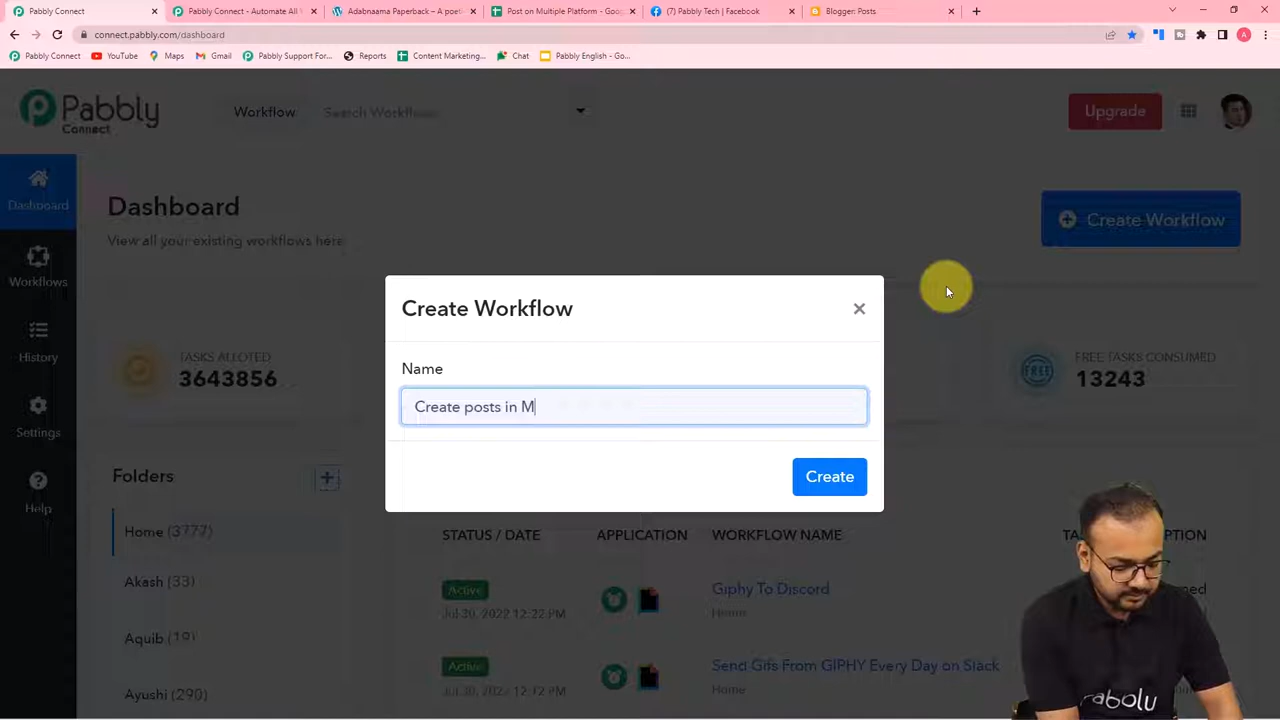 Pabbly Connect
Pabbly Connect - Automate All
Adabnaama Paperback – A poet
Post on Multiple Platform - Goog
(7) Pabbly Tech | Facebook
Blogger: Posts
connect.pabbly.com/dashboard
A
Pabbly Connect
YouTube
Maps
Gmail
Pabbly Support For...
Reports
Content Marketing...
Chat
Pabbly English - Go...
Pabbly
Connect
Workflow
Search Workflows
Upgrade
Dashboard
Workflows
History
Settings
Help
Dashboard
View all your existing workflows here
Create Workflow
TASKS ALLOTED
3643856
FREE TASKS CONSUMED
13243
Create Workflow
×
Name
Create posts in M
Create
Folders
Home (3777)
Akash (33)
Aquib (19)
Ayushi (290)
STATUS / DATE
APPLICATION
WORKFLOW NAME
Active
Jul 30, 2022 12:22 PM
Giphy To Discord
Home
Active
Send Gifs From GIPHY Every Day on Slack
Home
pabbly